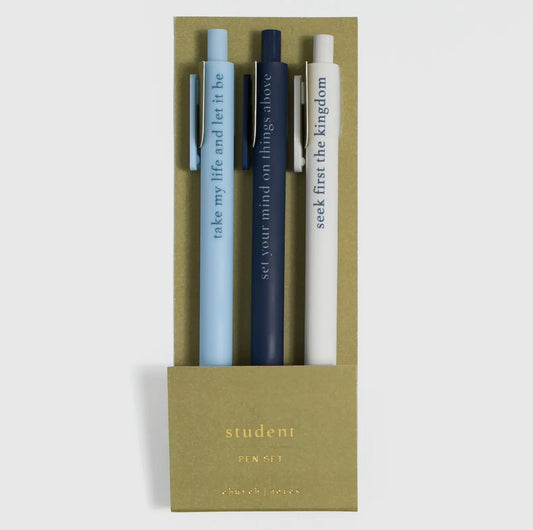 take my life and let it be
set your mind on things above
seek first the kingdom
student
PEN SET
church | notes